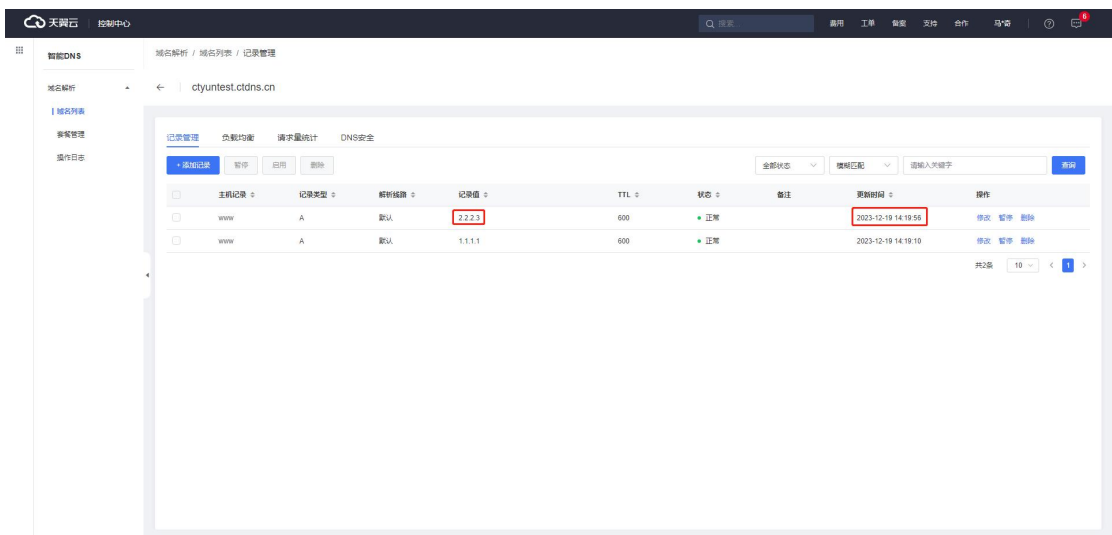 天翼云 控制中心 搜索... 费用 工单 备案 支持 合作 马*奇 6
智能DNS 域名解析 / 域名列表 / 记录管理
域名解析 ctyuntest.ctdns.cn
域名列表
套餐管理 记录管理 负载均衡 请求量统计 DNS安全
操作日志 +添加记录 暂停 启用 删除 全部状态 模糊匹配 请输入关键字 查询
主机记录 记录类型 解析线路 记录值 TTL 状态 备注 更新时间 操作
www A 默认 2.2.2.3 600 正常 2023-12-19 14:19:56 修改 暂停 删除
www A 默认 1.1.1.1 600 正常 2023-12-19 14:19:10 修改 暂停 删除
共2条 10 1